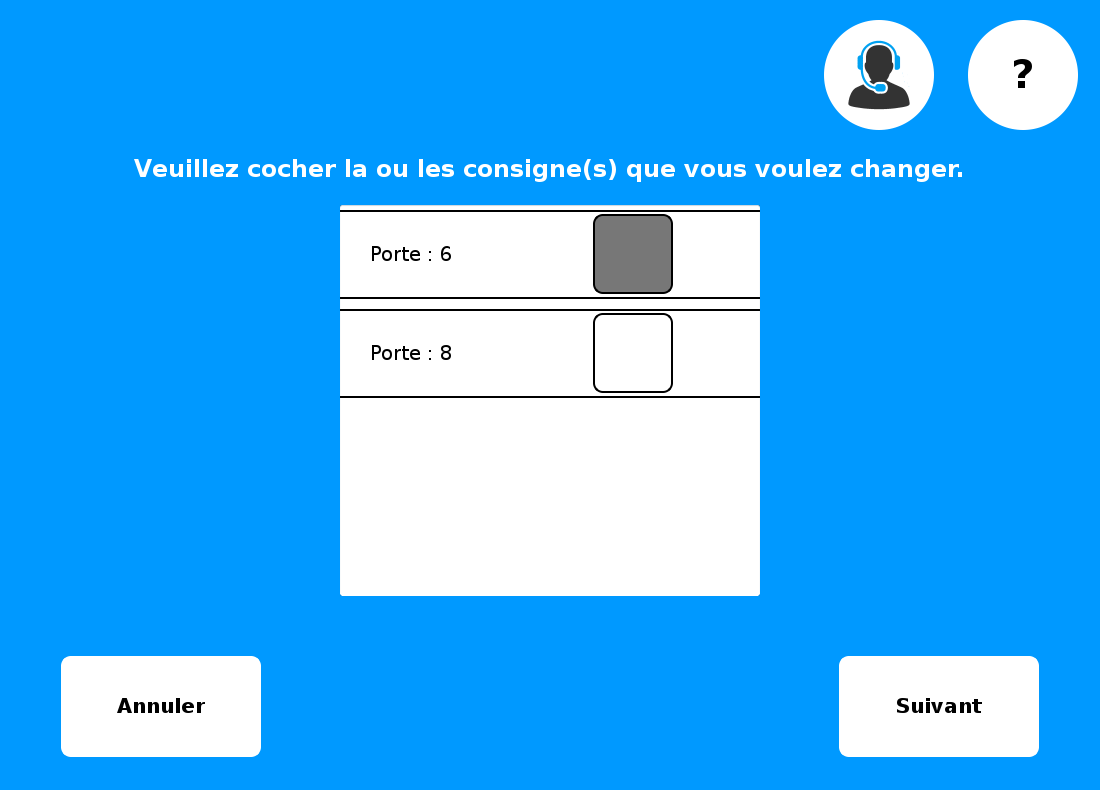 ?
Veuillez cocher la ou les consigne(s) que vous voulez changer.
Porte : 6
Porte : 8
Annuler
Suivant